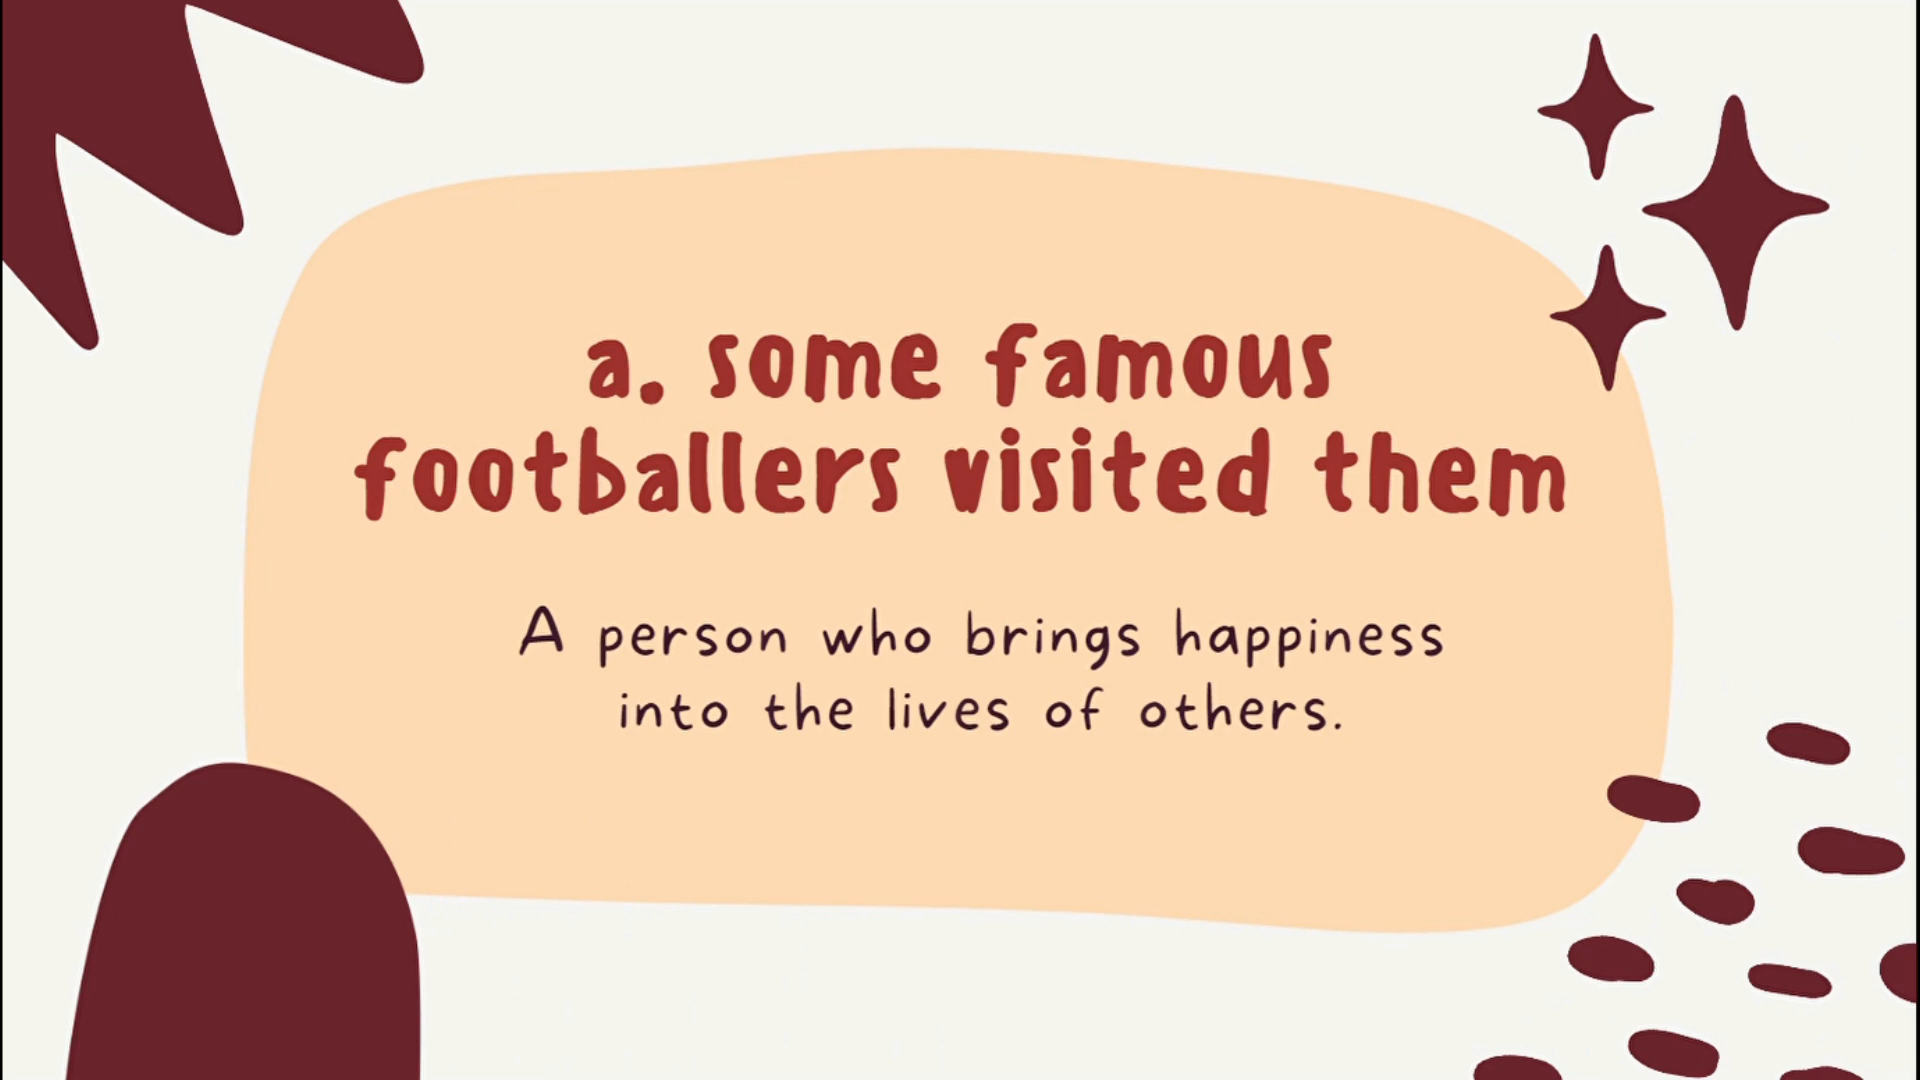 a. some famous
footballers visited them
A person who brings happiness
into the lives of others.